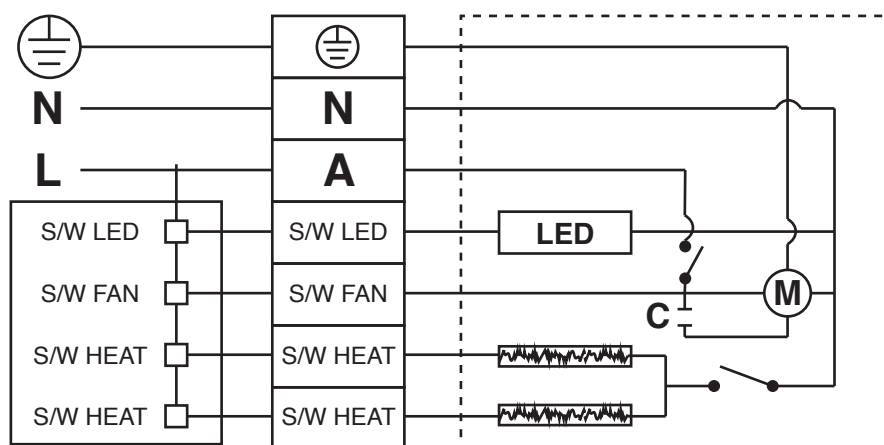 N N
L A
S/W LED S/W LED LED
S/W FAN S/W FAN M
C
S/W HEAT S/W HEAT
S/W HEAT S/W HEAT